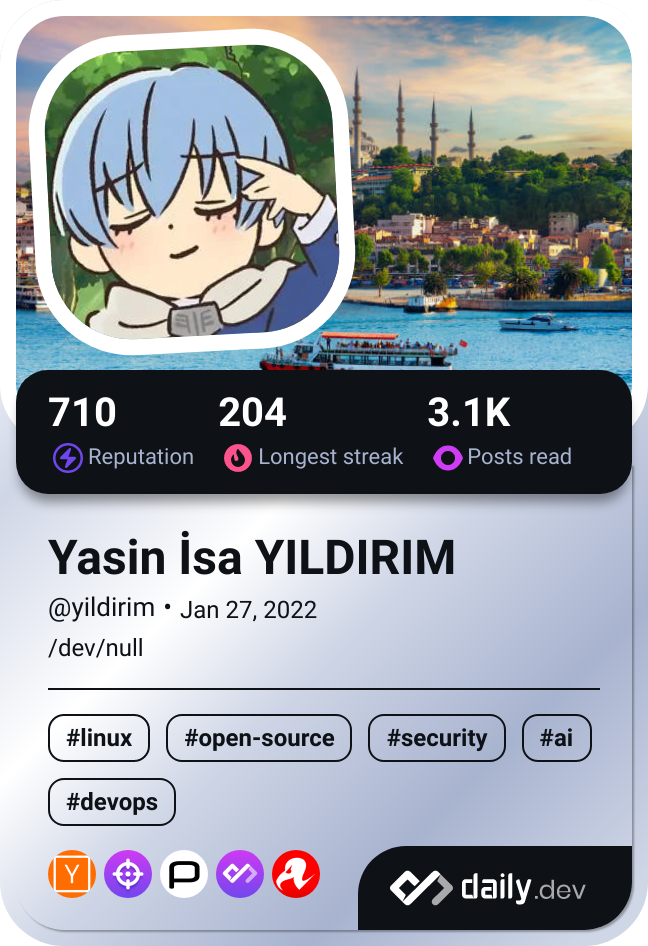 710 204 3.1K
Reputation Longest streak Posts read
Yasin İsa YILDIRIM
@yildirim • Jan 27, 2022
/dev/null
#linux #open-source #security #ai
#devops
Y
daily.dev